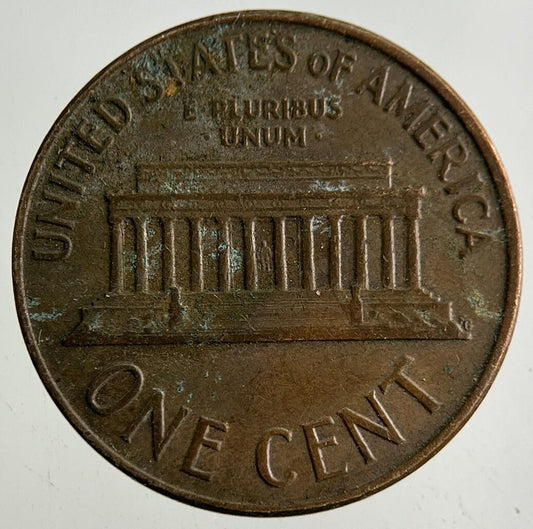 UNITED STATES OF AMERICA
E PLURIBUS
· UNUM ·
ONE CENT